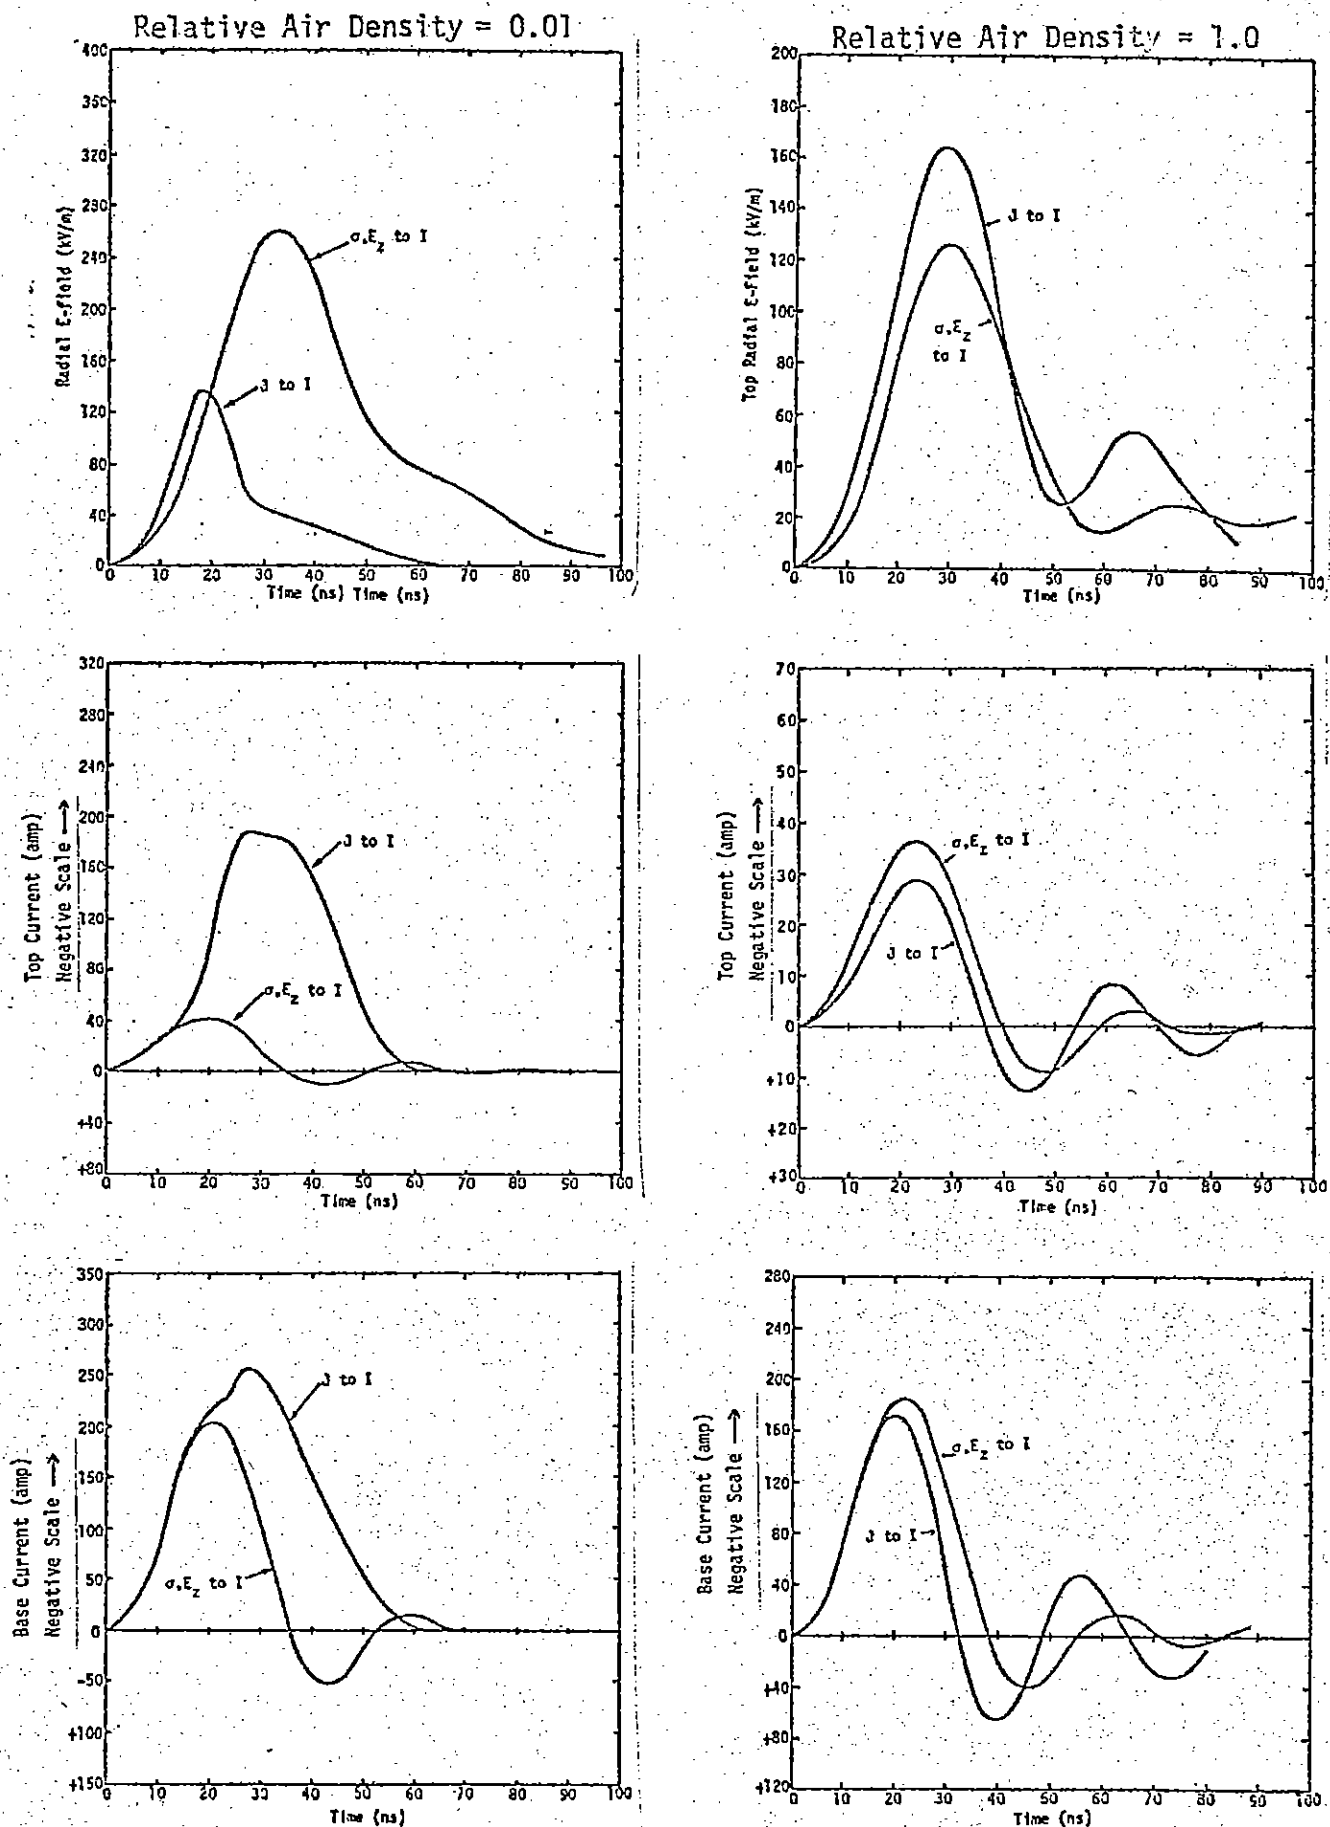 Relative Air Density = 0.01
400
350
320
280
240
200
160
120
80
40
0
Radial E-field (kV/m)
σ,E_z to I
J to I
0 10 20 30 40 50 60 70 80 90 100
Time (ns) Time (ns)
Relative Air Density = 1.0
200
180
160
140
120
100
80
60
40
20
0
Top Radial E-Field (kV/m)
J to I
σ,E_z
to I
0 10 20 30 40 50 60 70 80 90 100
Time (ns)
320
280
240
200
160
120
80
40
0
+40
+80
Top Current (amp)
Negative Scale →
J to I
σ,E_z to I
0 10 20 30 40 50 60 70 80 90 100
Time (ns)
70
60
50
40
30
20
10
0
+10
+20
+30
Top Current (amp)
Negative Scale →
σ,E_z to I
J to I
0 10 20 30 40 50 60 70 80 90 100
Time (ns)
350
300
250
200
150
100
50
0
-50
+100
+150
Base Current (amp)
Negative Scale →
J to I
σ,E_z to I
0 10 20 30 40 50 60 70 80 90 100
Time (ns)
280
240
200
160
120
80
40
0
+40
+80
+120
Base Current (amp)
Negative Scale →
σ,E_z to I
J to I
0 10 20 30 40 50 60 70 80 90 100
Time (ns)